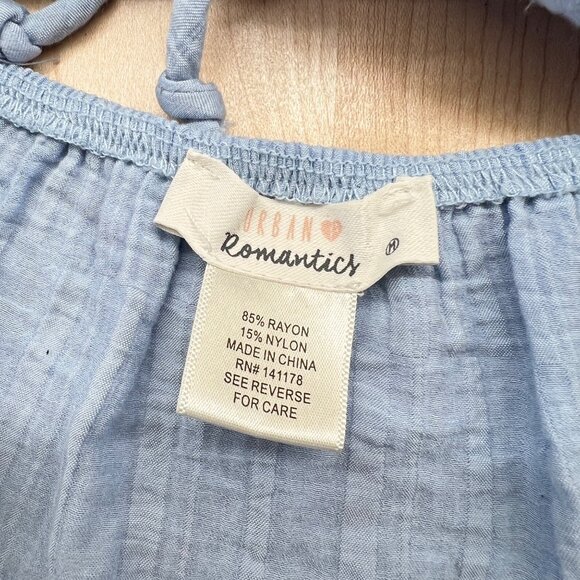 URBAN
Romantics
M
85% RAYON
15% NYLON
MADE IN CHINA
RN# 141178
SEE REVERSE
FOR CARE